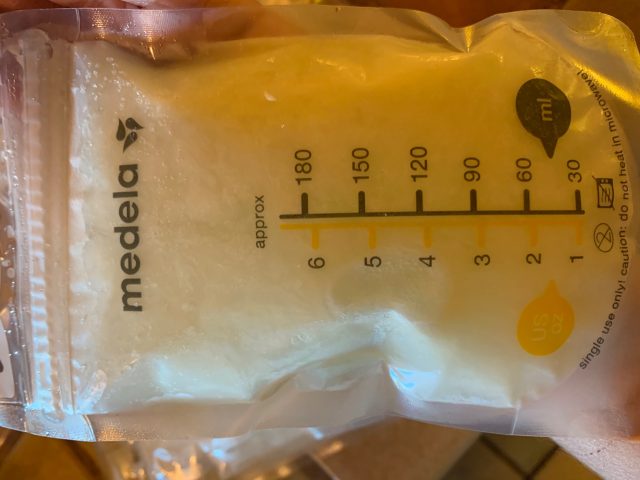 medela
approx
180
150
120
90
60
30
ml
6
5
4
3
2
1
US
oz
single use only! caution: do not heat in microwave!